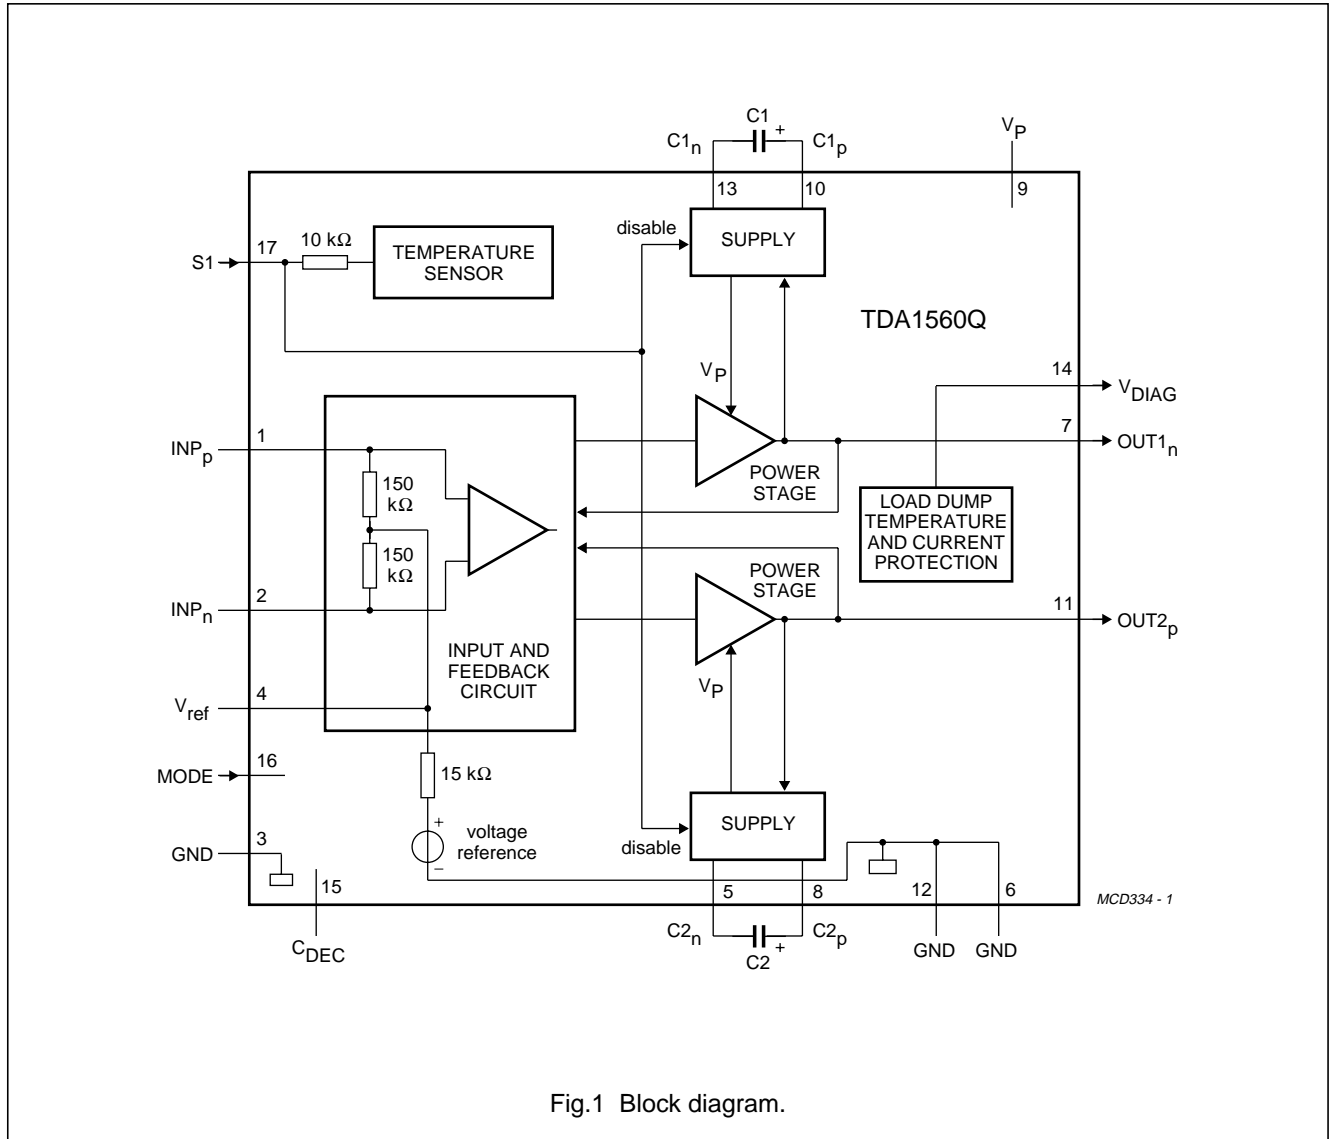 C1
+
C1n
C1p
VP
13
10
9
disable
SUPPLY
17
10 kΩ
TEMPERATURE
SENSOR
S1
TDA1560Q
VP
14
VDIAG
1
INPp
7
OUT1n
POWER
STAGE
150
kΩ
LOAD DUMP
TEMPERATURE
AND CURRENT
PROTECTION
150
kΩ
POWER
STAGE
2
INPn
11
OUT2p
INPUT AND
FEEDBACK
CIRCUIT
VP
4
Vref
16
MODE
15 kΩ
+
voltage
reference
−
SUPPLY
disable
3
GND
15
CDEC
5
8
12
6
MCD334 - 1
C2n
+
C2p
C2
GND
GND
Fig.1 Block diagram.